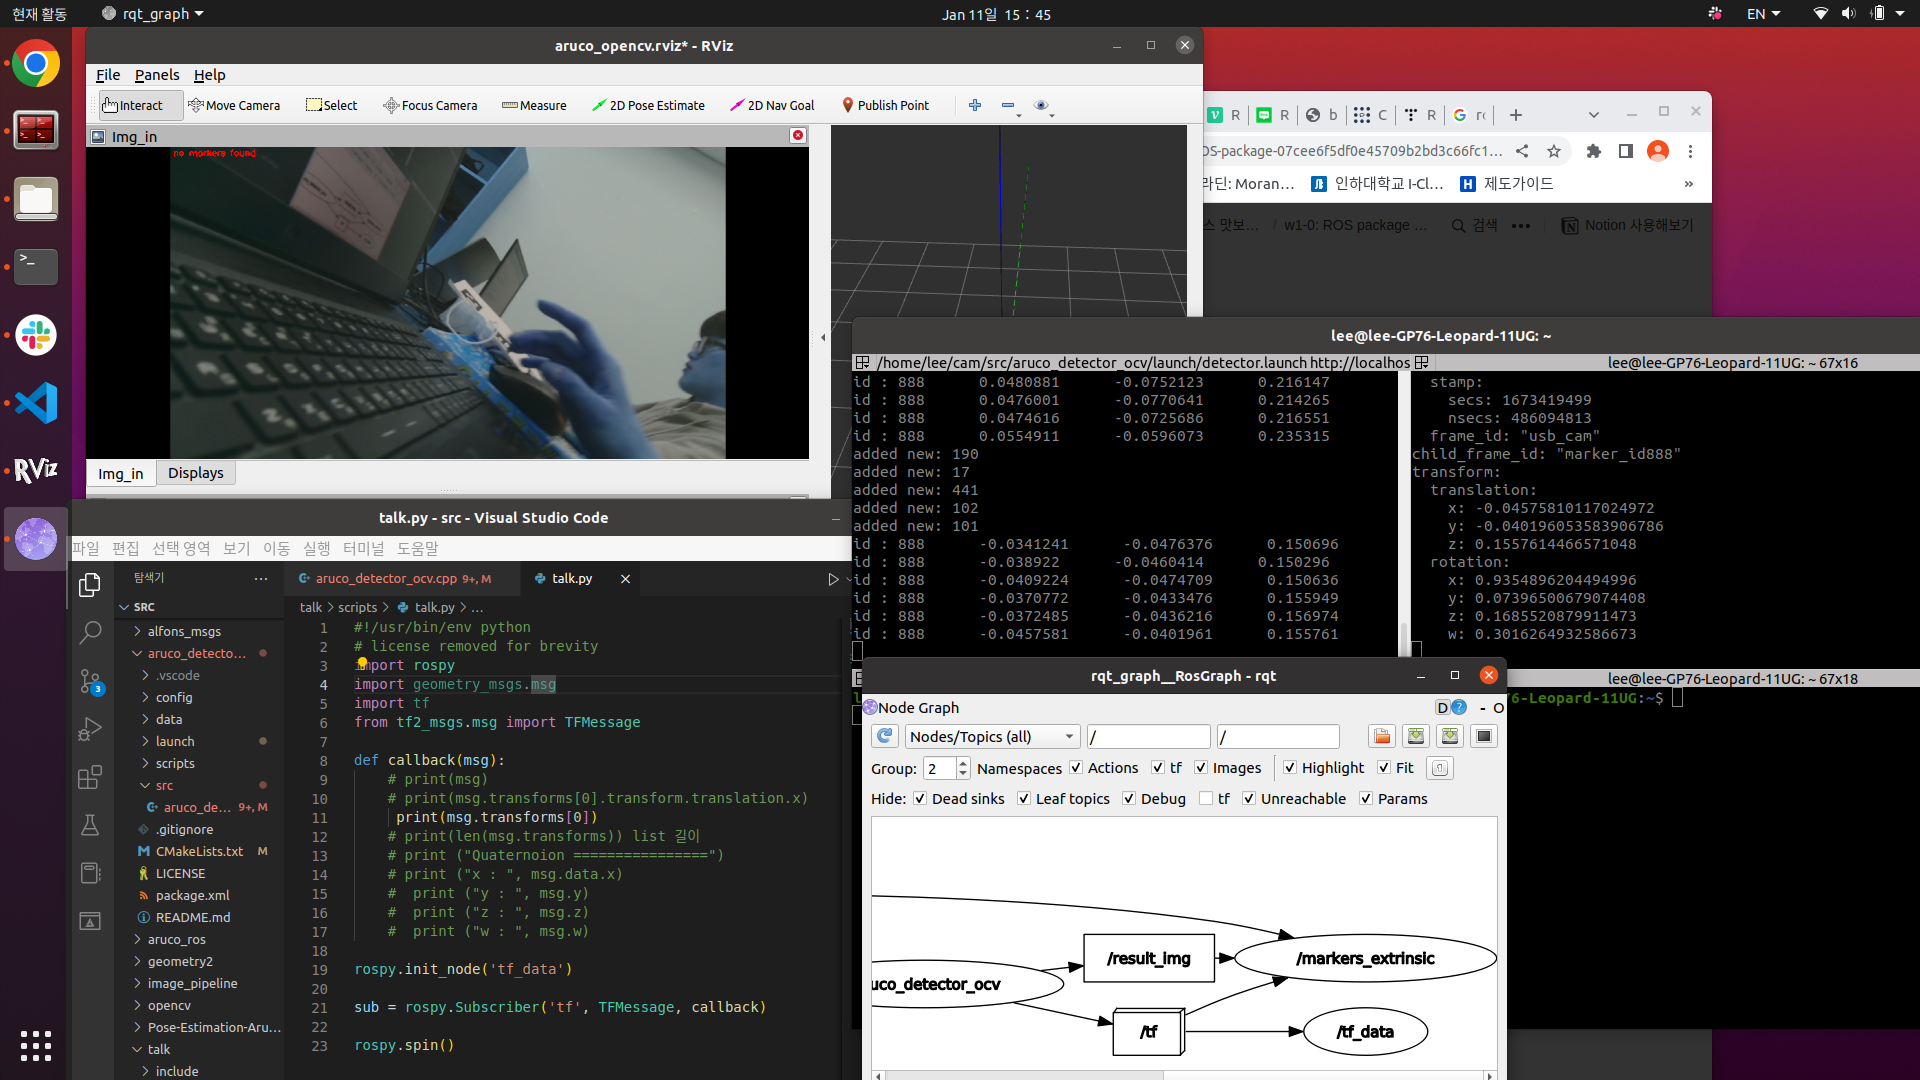 현재 활동
rqt_graph
Jan 11일 15 : 45
EN
aruco_opencv.rviz* - RViz
File Panels Help
Interact Move Camera Select Focus Camera Measure 2D Pose Estimate 2D Nav Goal Publish Point
Img_in
no markers found
Img_in Displays
RViz
R R b C R
OS-package-07cee6f5df0e45709b2bd3c66fc1...
라딘: Moran... 인하대학교 I-Cl... 제도가이드 »
스 맛보... / w1-0: ROS package ... 검색 ••• Notion 사용해보기
lee@lee-GP76-Leopard-11UG: ~
/home/lee/cam/src/aruco_detector_ocv/launch/detector.launch http://localhos
id : 888 0.0480881 -0.0752123 0.216147
id : 888 0.0476001 -0.0770641 0.214265
id : 888 0.0474616 -0.0725686 0.216551
id : 888 0.0554911 -0.0596073 0.235315
added new: 190
added new: 17
added new: 441
added new: 102
added new: 101
id : 888 -0.0341241 -0.0476376 0.150696
id : 888 -0.038922 -0.0460414 0.150296
id : 888 -0.0409224 -0.0474709 0.150636
id : 888 -0.0370772 -0.0433476 0.155949
id : 888 -0.0372485 -0.0436216 0.156974
id : 888 -0.0457581 -0.0401961 0.155761
lee@lee-GP76-Leopard-11UG: ~ 67x16
stamp:
secs: 1673419499
nsecs: 486094813
frame_id: "usb_cam"
child_frame_id: "marker_id888"
transform:
translation:
x: -0.04575810117024972
y: -0.040196053583906786
z: 0.1557614466571048
rotation:
x: 0.9354896204494996
y: 0.07396500679074408
z: 0.1685520879911473
w: 0.3016264932586673
lee@lee-GP76-Leopard-11UG: ~ 67x18
76-Leopard-11UG:~$
talk.py - src - Visual Studio Code
파일 편집 선택 영역 보기 이동 실행 터미널 도움말
탐색기 ...
SRC
alfons_msgs
aruco_detecto...
.vscode
config
data
launch
scripts
src
aruco_de... 9+, M
.gitignore
CMakeLists.txt M
LICENSE
package.xml
README.md
aruco_ros
geometry2
image_pipeline
opencv
Pose-Estimation-Aru...
talk
include
3
aruco_detector_ocv.cpp 9+, M talk.py
talk > scripts > talk.py > ...
1 #!/usr/bin/env python
2 # license removed for brevity
3 import rospy
4 import geometry_msgs.msg
5 import tf
6 from tf2_msgs.msg import TFMessage
7
8 def callback(msg):
9 # print(msg)
10 # print(msg.transforms[0].transform.translation.x)
11 print(msg.transforms[0])
12 # print(len(msg.transforms)) list 길이
13 # print ("Quaternoion ================")
14 # print ("x : ", msg.data.x)
15 # print ("y : ", msg.y)
16 # print ("z : ", msg.z)
17 # print ("w : ", msg.w)
18
19 rospy.init_node('tf_data')
20
21 sub = rospy.Subscriber('tf', TFMessage, callback)
22
23 rospy.spin()
rqt_graph__RosGraph - rqt
Node Graph D ? - O
Nodes/Topics (all) / /
Group: 2 Namespaces Actions tf Images Highlight Fit
Hide: Dead sinks Leaf topics Debug tf Unreachable Params
/result_img
/markers_extrinsic
uco_detector_ocv
/tf
/tf_data